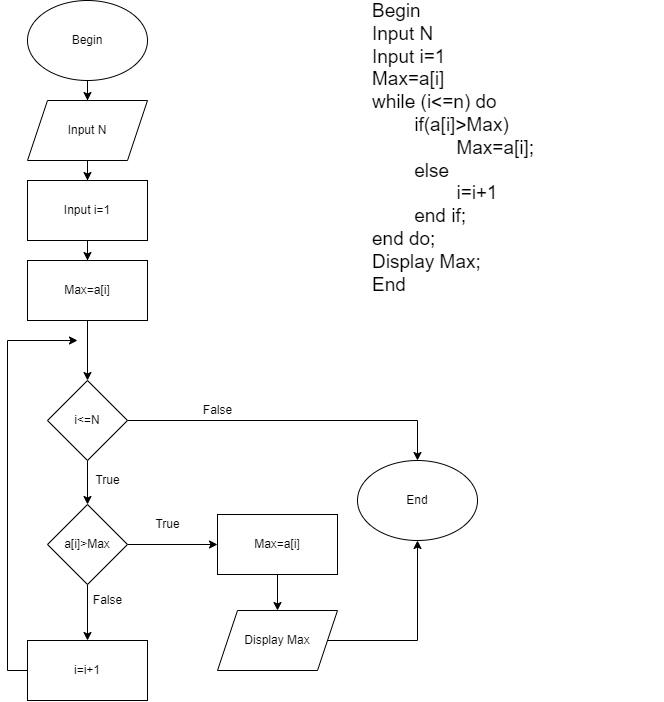 Begin
Input N
Input i=1
Max=a[i]
i<=N
False
True
a[i]>Max
True
Max=a[i]
End
False
Display Max
i=i+1
Begin
Input N
Input i=1
Max=a[i]
while (i<=n) do
if(a[i]>Max)
Max=a[i];
else
i=i+1
end if;
end do;
Display Max;
End